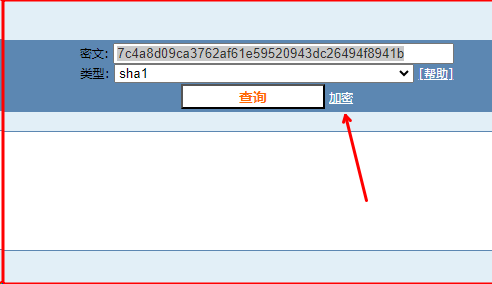 密文: 7c4a8d09ca3762af61e59520943dc26494f8941b
类型: sha1 [帮助]
查询 加密